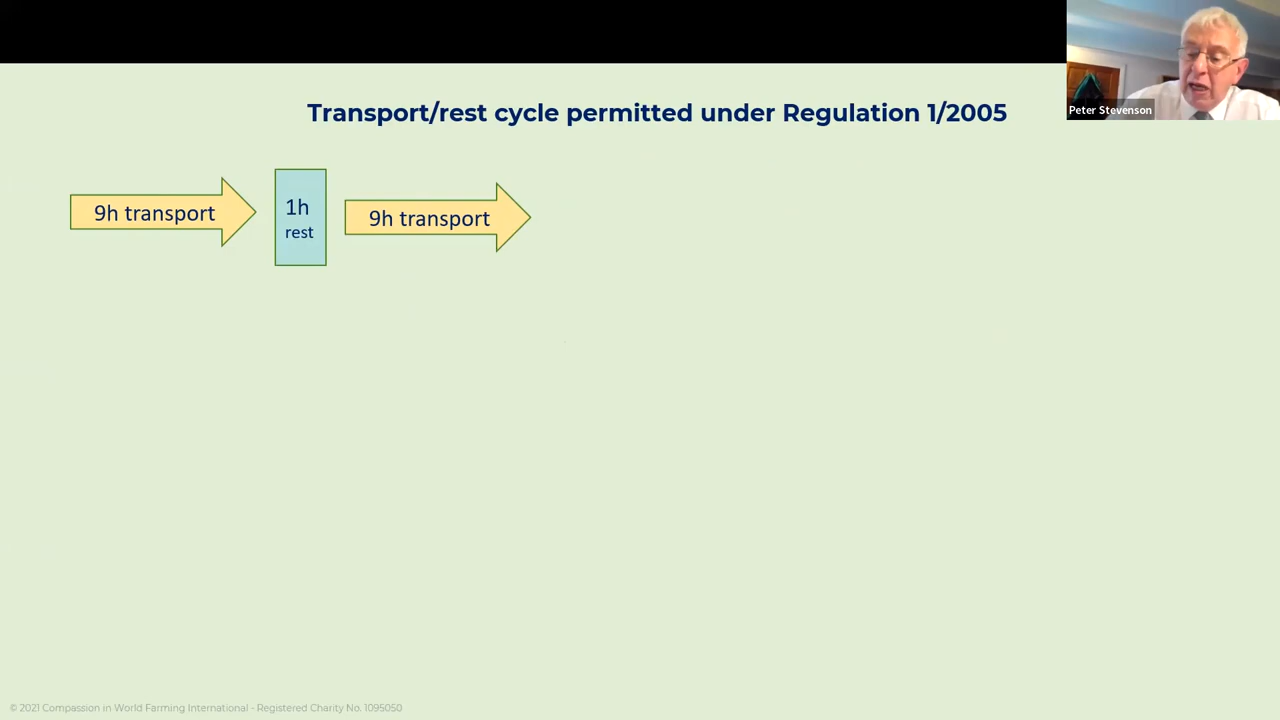 Peter Stevenson
Transport/rest cycle permitted under Regulation 1/2005
9h transport
1h
rest
9h transport
© 2021 Compassion in World Farming International - Registered Charity No. 1095050